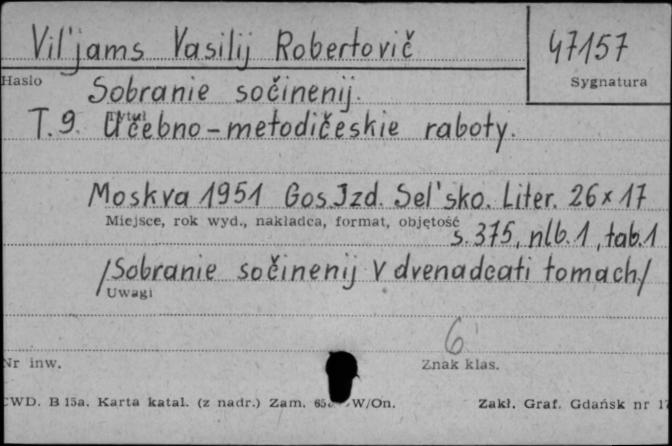 Vil'jams Vasilij Robertovič 47157
Hasło Sygnatura
Sobranie sočinenij.
Tytuł
T.9. Učebno-metodičeskie raboty.
Moskva 1951 Gos. Izd. Sel'sko. Liter. 26×17
Miejsce, rok wyd., nakładca, format, objętość
s. 375, nlb. 1, tab. 1
/Sobranie sočinenij v dvenadcati tomach/
Uwagi
6
Nr inw. Znak klas.
CWD. B 15a. Karta katal. (z nadr.) Zam. W/On. Zakł. Graf. Gdańsk nr